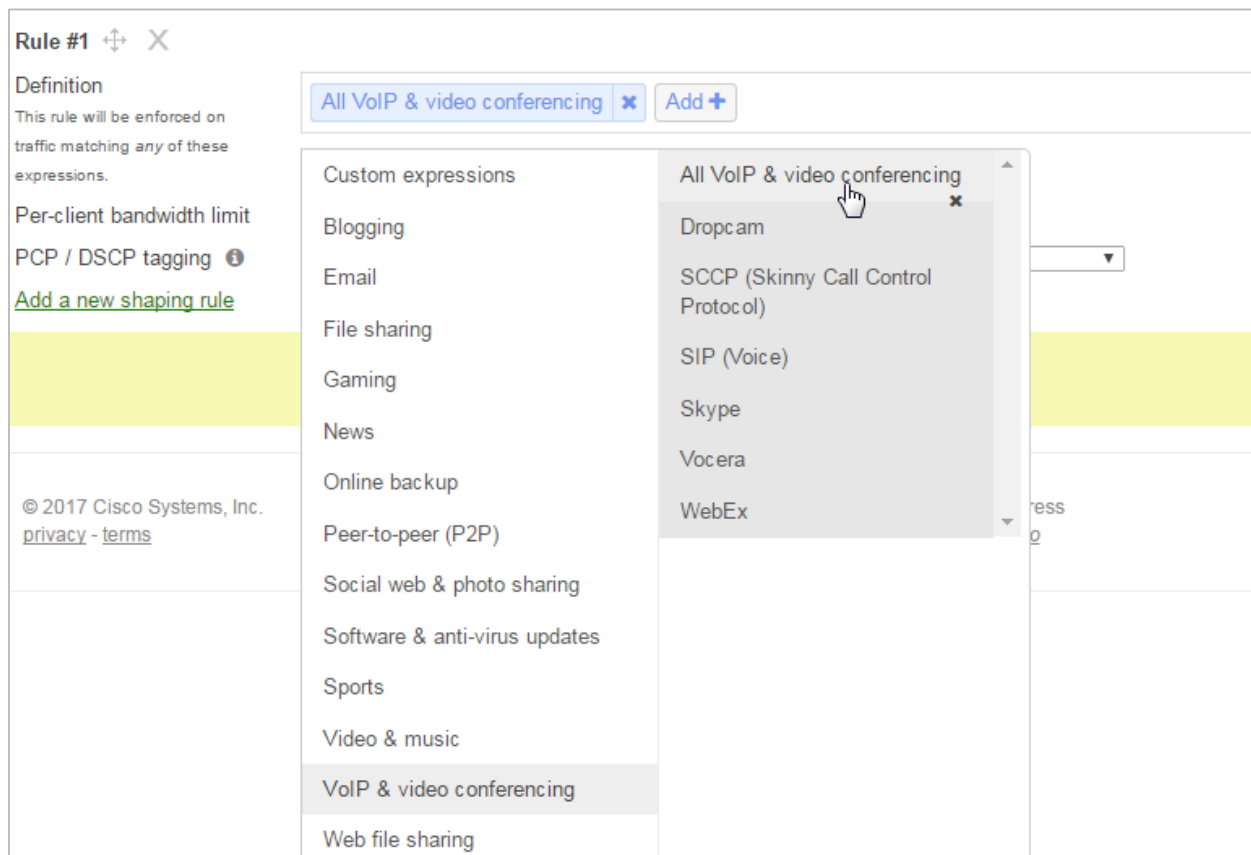 Rule #1
Definition
This rule will be enforced on
traffic matching any of these
expressions.
All VoIP & video conferencing
Add
Per-client bandwidth limit
PCP / DSCP tagging
Add a new shaping rule
Custom expressions
Blogging
Email
File sharing
Gaming
News
Online backup
Peer-to-peer (P2P)
Social web & photo sharing
Software & anti-virus updates
Sports
Video & music
VoIP & video conferencing
Web file sharing
All VoIP & video conferencing
Dropcam
SCCP (Skinny Call Control
Protocol)
SIP (Voice)
Skype
Vocera
WebEx
© 2017 Cisco Systems, Inc.
privacy - terms